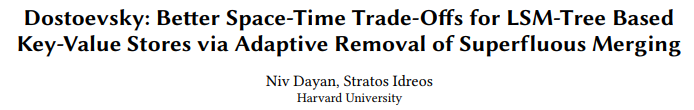 Dostoevsky: Better Space-Time Trade-Offs for LSM-Tree Based
Key-Value Stores via Adaptive Removal of Superfluous Merging
Niv Dayan, Stratos Idreos
Harvard University